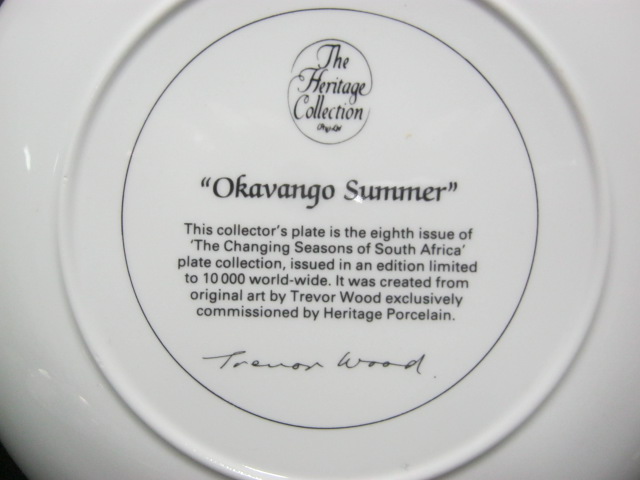 The
Heritage
Collection
(Pty) Ltd
“Okavango Summer”
This collector's plate is the eighth issue of
'The Changing Seasons of South Africa'
plate collection, issued in an edition limited
to 10 000 world-wide. It was created from
original art by Trevor Wood exclusively
commissioned by Heritage Porcelain.
Trevor Wood.